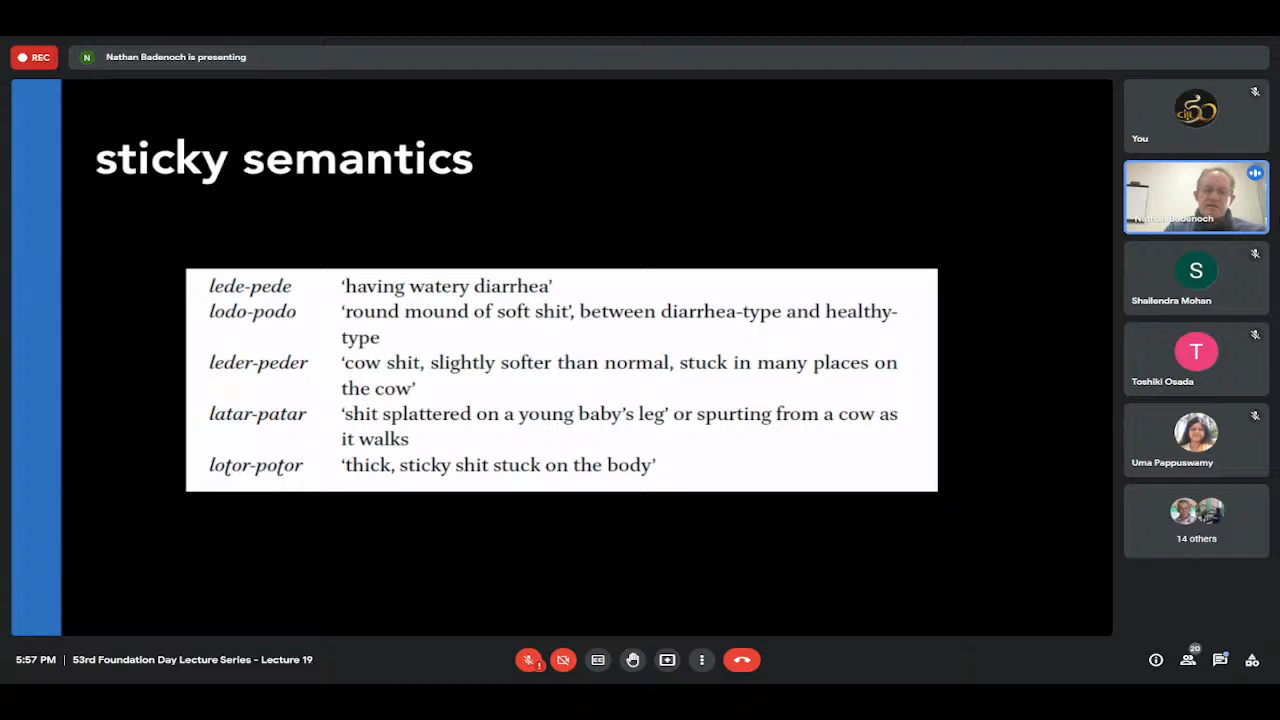 REC
N
Nathan Badenoch is presenting
sticky semantics
lede-pede ‘having watery diarrhea’
lodo-podo ‘round mound of soft shit’, between diarrhea-type and healthy-
type
leder-peder ‘cow shit, slightly softer than normal, stuck in many places on
the cow’
latar-patar ‘shit splattered on a young baby’s leg’ or spurting from a cow as
it walks
loʈor-poʈor ‘thick, sticky shit stuck on the body’
You
Nathan Badenoch
S
Shailendra Mohan
T
Toshiki Osada
Uma Pappuswamy
14 others
5:57 PM | 53rd Foundation Day Lecture Series - Lecture 19
20